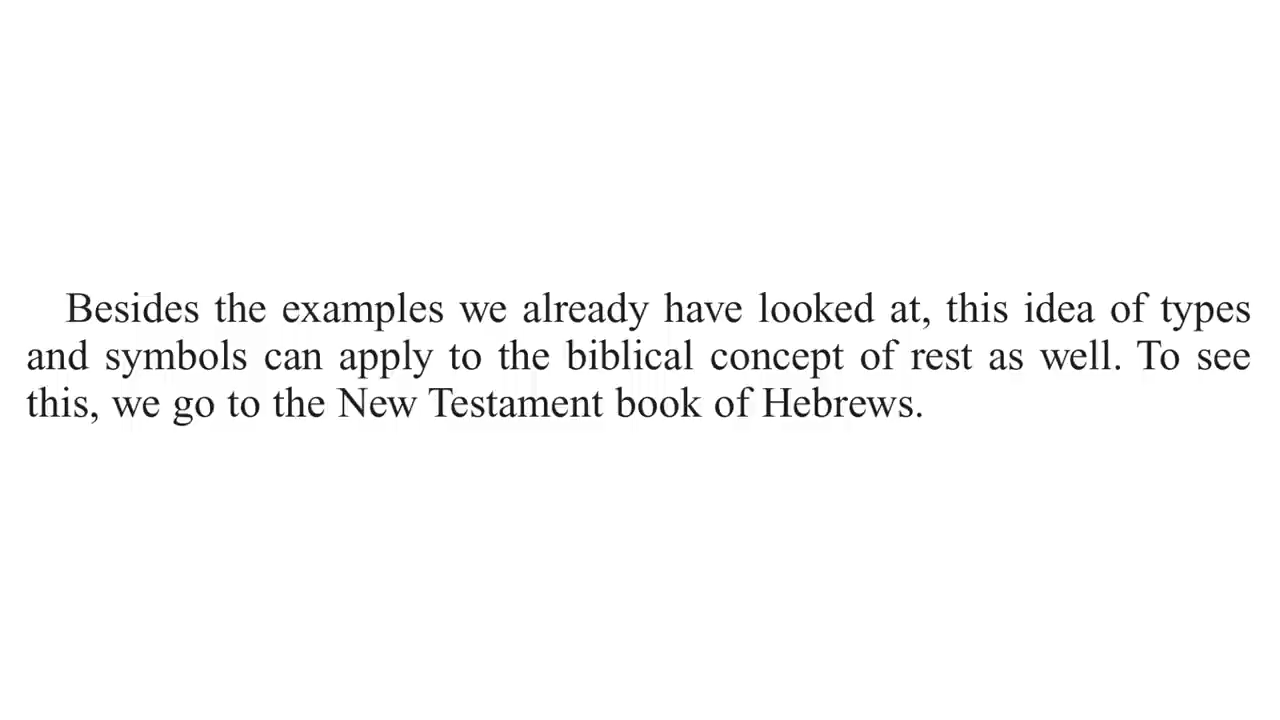 Besides the examples we already have looked at, this idea of types
and symbols can apply to the biblical concept of rest as well. To see
this, we go to the New Testament book of Hebrews.